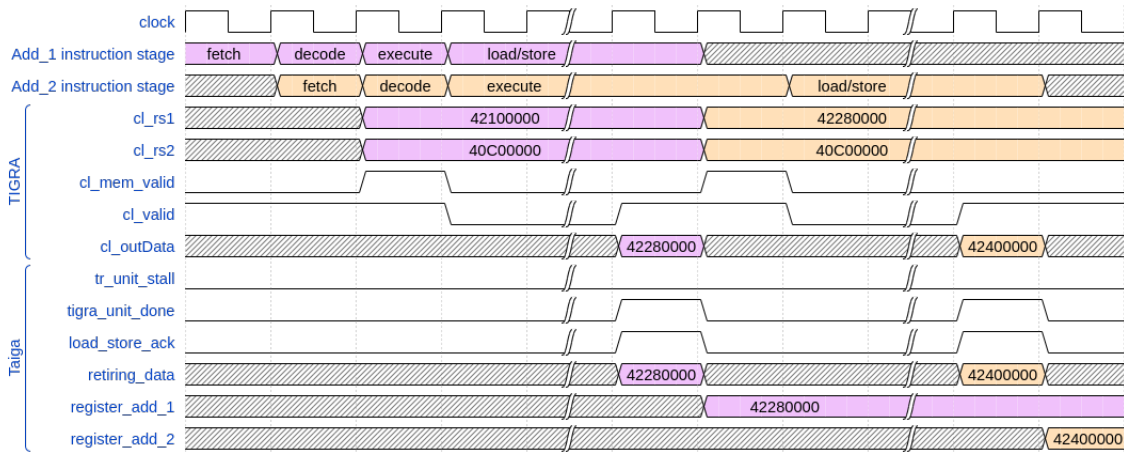 clock
Add_1 instruction stage fetch decode execute load/store
Add_2 instruction stage fetch decode execute load/store
TIGRA
cl_rs1 42100000 42280000
cl_rs2 40C00000 40C00000
cl_mem_valid
cl_valid
cl_outData 42280000 42400000
Taiga
tr_unit_stall
tigra_unit_done
load_store_ack
retiring_data 42280000 42400000
register_add_1 42280000
register_add_2 42400000